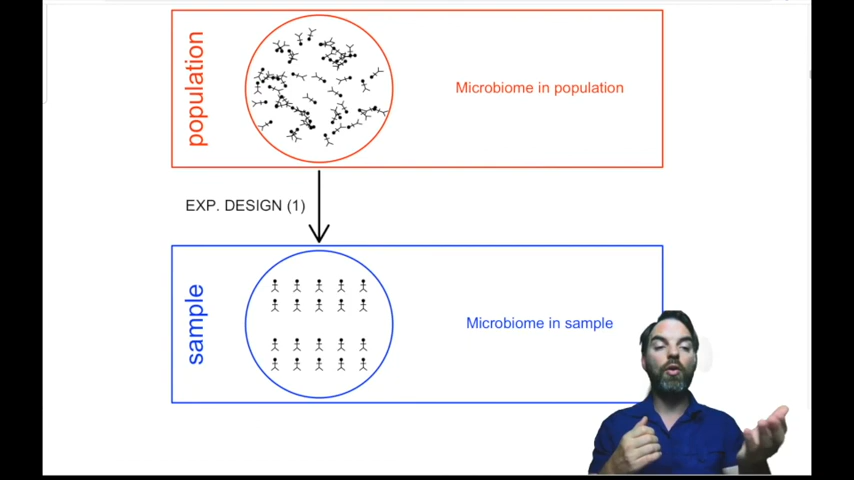 population
Microbiome in population
EXP. DESIGN (1)
sample
Microbiome in sample